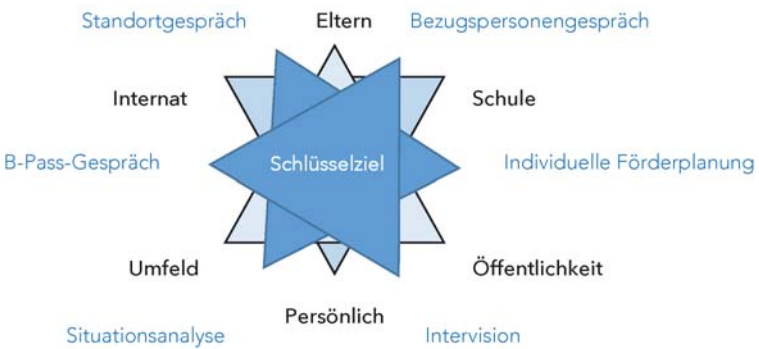 Standortgespräch
Eltern
Bezugspersonengespräch
Internat
Schule
B-Pass-Gespräch
Schlüsselziel
Individuelle Förderplanung
Umfeld
Öffentlichkeit
Persönlich
Situationsanalyse
Intervision